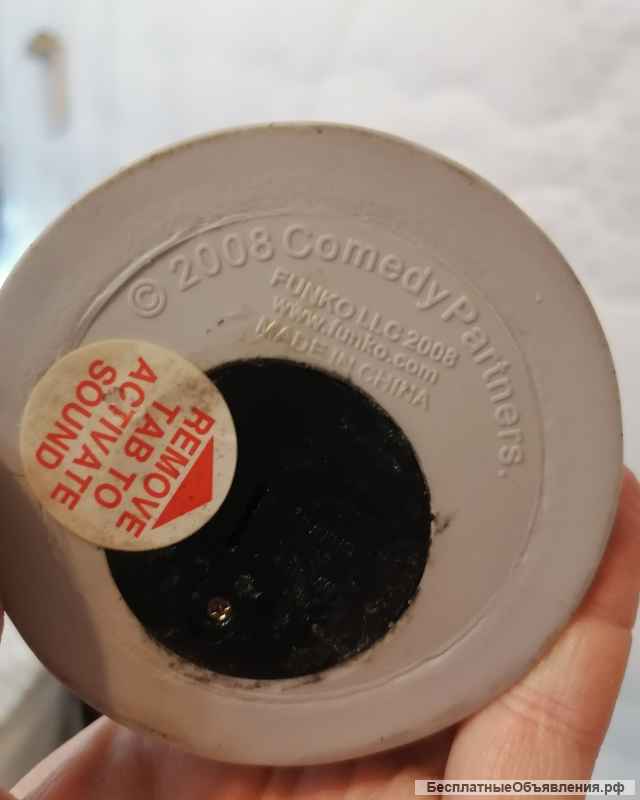 © 2008 Comedy Partners.
FUNKO LLC 2008
www.funko.com
MADE IN CHINA
REMOVE
TAB TO
ACTIVATE
SOUND
БесплатныеОбъявления.рф